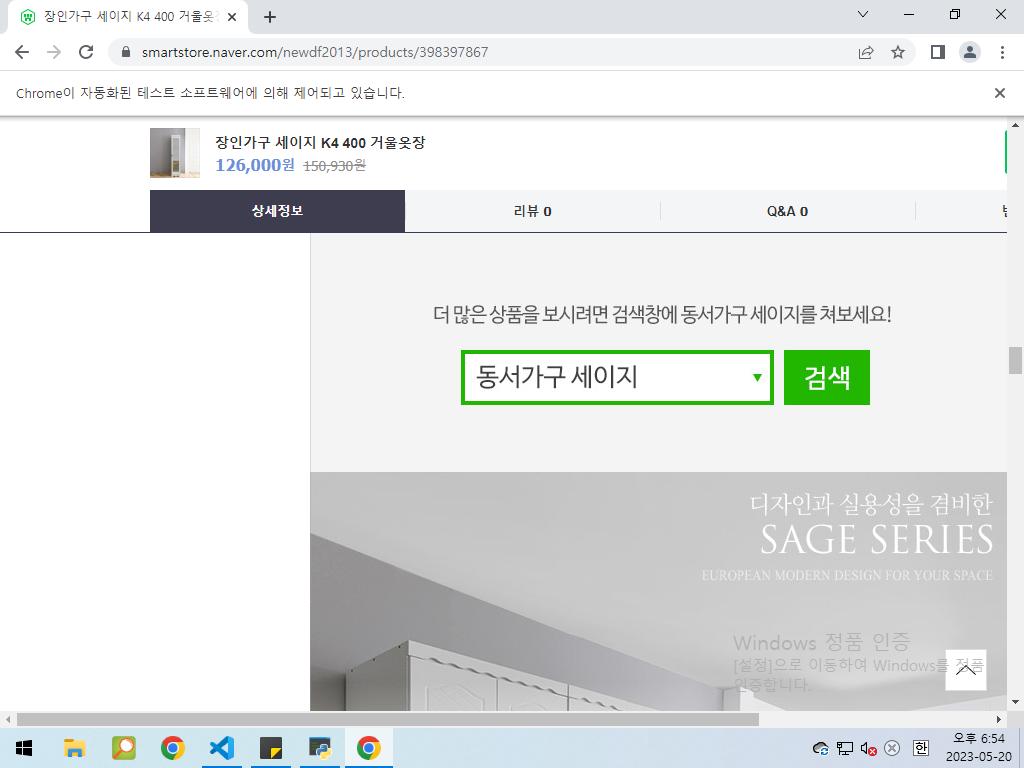 장인가구 세이지 K4 400 거울옷
smartstore.naver.com/newdf2013/products/398397867
Chrome이 자동화된 테스트 소프트웨어에 의해 제어되고 있습니다.
장인가구 세이지 K4 400 거울옷장
126,000원 150,930원
상세정보 리뷰 0 Q&A 0
더 많은 상품을 보시려면 검색창에 동서가구 세이지를 쳐보세요!
동서가구 세이지 검색
디자인과 실용성을 겸비한
SAGE SERIES
EUROPEAN MODERN DESIGN FOR YOUR SPACE
Windows 정품 인증
[설정]으로 이동하여 Windows를 정품
인증합니다.
한
오후 6:54
2023-05-20